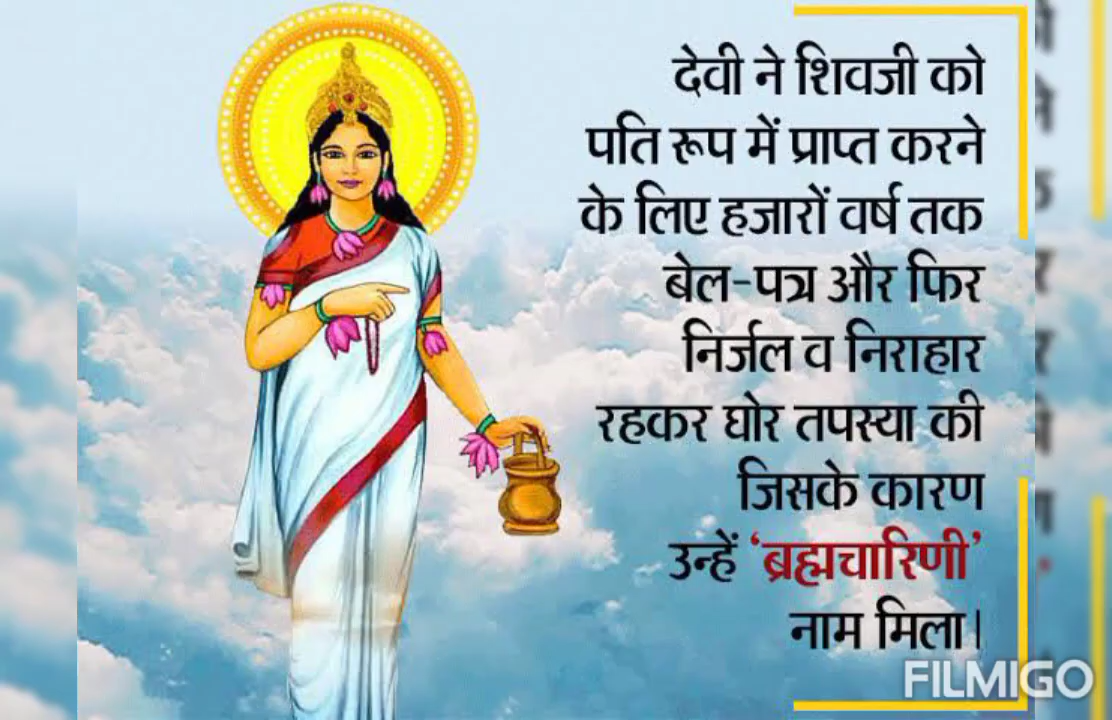 देवी ने शिवजी को
पति रूप में प्राप्त करने
के लिए हजारों वर्ष तक
बेल-पत्र और फिर
निर्जल व निराहार
रहकर घोर तपस्या की
जिसके कारण
उन्हें ‘ब्रह्मचारिणी’
नाम मिला।
FILMIGO